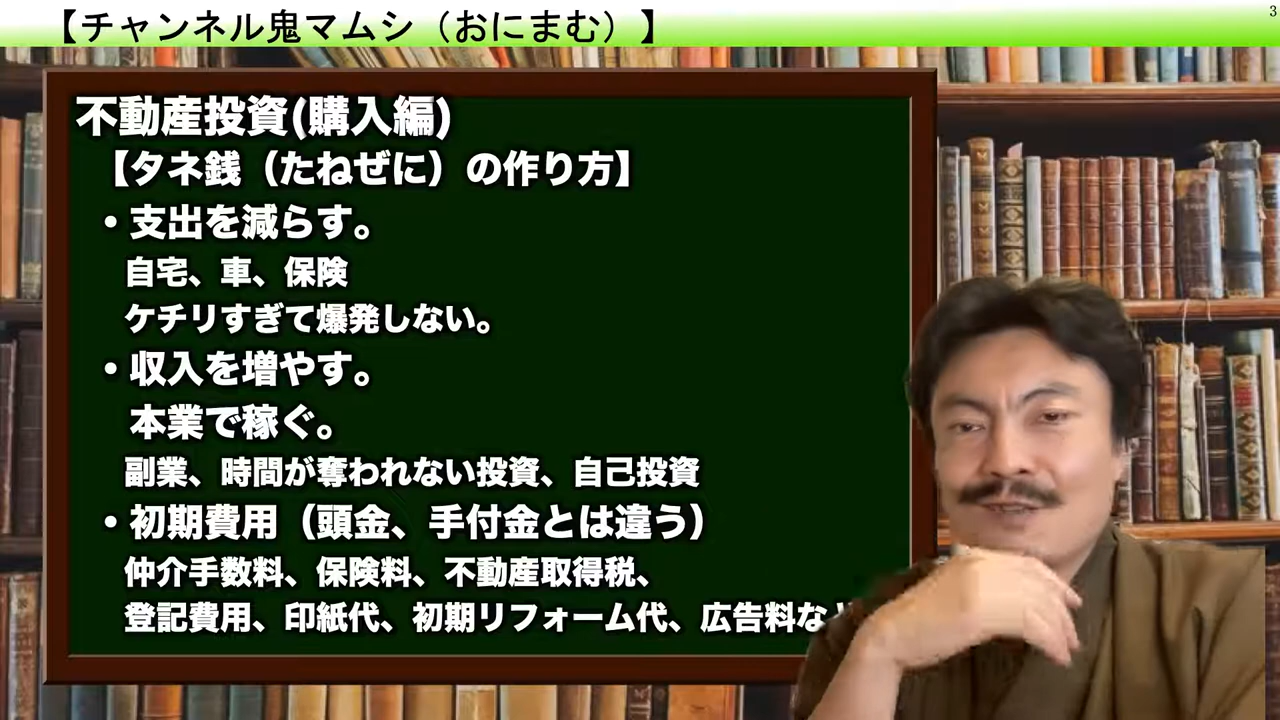 【チャンネル鬼マムシ（おにまむ）】
3
不動産投資(購入編)
【タネ銭（たねぜに）の作り方】
・支出を減らす。
自宅、車、保険
ケチリすぎて爆発しない。
・収入を増やす。
本業で稼ぐ。
副業、時間が奪われない投資、自己投資
・初期費用（頭金、手付金とは違う）
仲介手数料、保険料、不動産取得税、
登記費用、印紙代、初期リフォーム代、広告料など